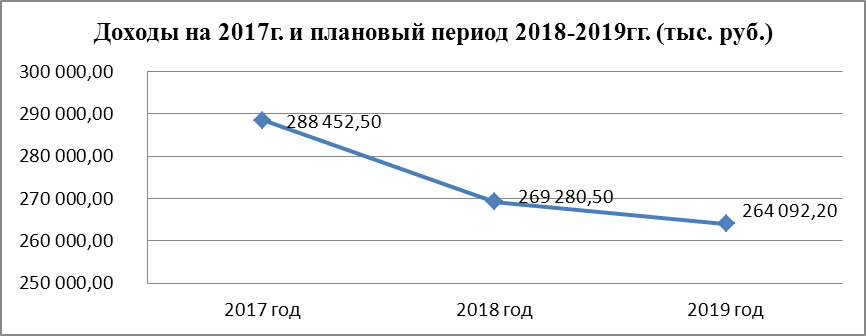 Доходы на 2017г. и плановый период 2018-2019гг. (тыс. руб.)
300 000,00
290 000,00
280 000,00
270 000,00
260 000,00
250 000,00
288 452,50
269 280,50
264 092,20
2017 год
2018 год
2019 год